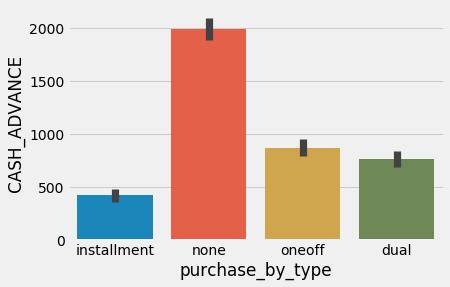 CASH_ADVANCE
2000
1500
1000
500
0
installment none oneoff dual
purchase_by_type